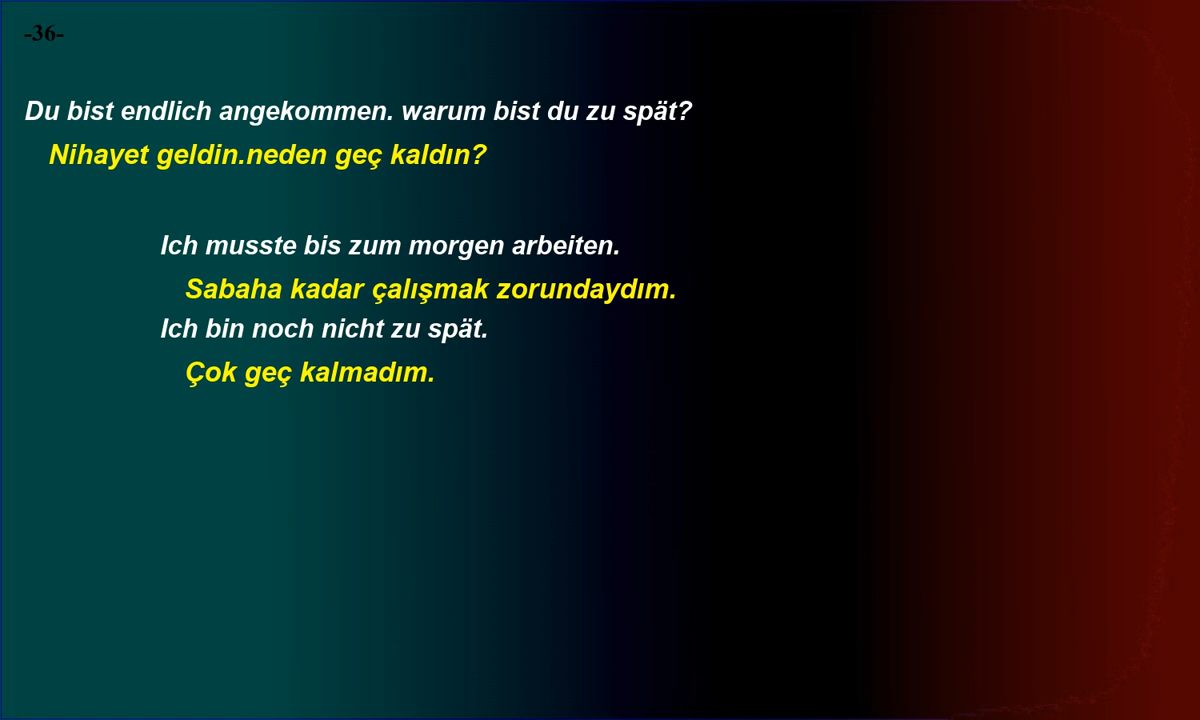 -36-
Du bist endlich angekommen. warum bist du zu spät?
Nihayet geldin.neden geç kaldın?
Ich musste bis zum morgen arbeiten.
Sabaha kadar çalışmak zorundaydım.
Ich bin noch nicht zu spät.
Çok geç kalmadım.